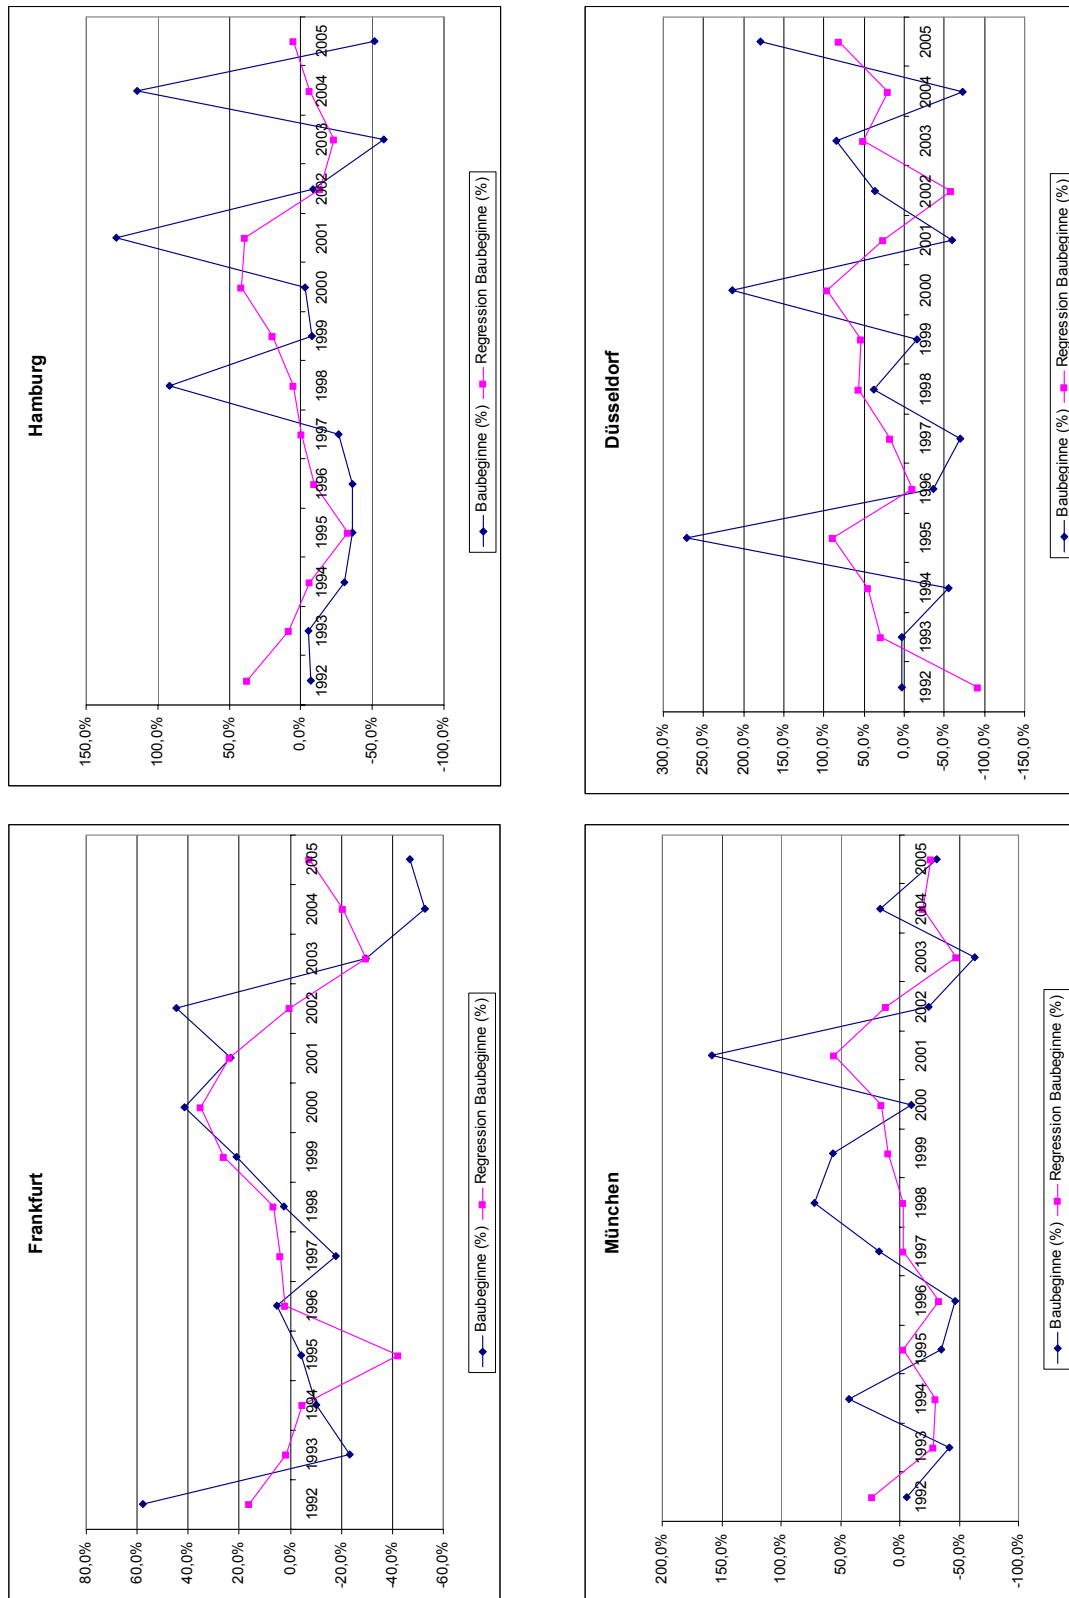 Frankfurt
80,0%
60,0%
40,0%
20,0%
0,0%
-20,0%
-40,0%
-60,0%
1992 1993 1994 1995 1996 1997 1998 1999 2000 2001 2002 2003 2004 2005
Baubeginne (%) Regression Baubeginne (%)
Hamburg
150,0%
100,0%
50,0%
0,0%
-50,0%
-100,0%
1992 1993 1994 1995 1996 1997 1998 1999 2000 2001 2002 2003 2004 2005
Baubeginne (%) Regression Baubeginne (%)
München
200,0%
150,0%
100,0%
50,0%
0,0%
-50,0%
-100,0%
1992 1993 1994 1995 1996 1997 1998 1999 2000 2001 2002 2003 2004 2005
Baubeginne (%) Regression Baubeginne (%)
Düsseldorf
300,0%
250,0%
200,0%
150,0%
100,0%
50,0%
0,0%
-50,0%
-100,0%
-150,0%
1992 1993 1994 1995 1996 1997 1998 1999 2000 2001 2002 2003 2004 2005
Baubeginne (%) Regression Baubeginne (%)